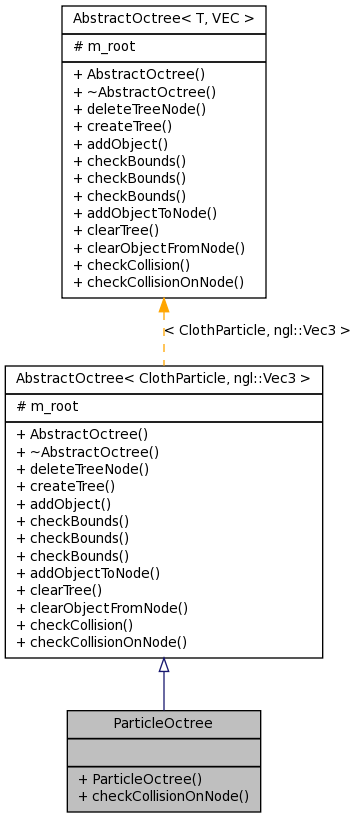 AbstractOctree< T, VEC >
# m_root
+ AbstractOctree()
+ ~AbstractOctree()
+ deleteTreeNode()
+ createTree()
+ addObject()
+ checkBounds()
+ checkBounds()
+ checkBounds()
+ addObjectToNode()
+ clearTree()
+ clearObjectFromNode()
+ checkCollision()
+ checkCollisionOnNode()
< ClothParticle, ngl::Vec3 >
AbstractOctree< ClothParticle, ngl::Vec3 >
# m_root
+ AbstractOctree()
+ ~AbstractOctree()
+ deleteTreeNode()
+ createTree()
+ addObject()
+ checkBounds()
+ checkBounds()
+ checkBounds()
+ addObjectToNode()
+ clearTree()
+ clearObjectFromNode()
+ checkCollision()
+ checkCollisionOnNode()
ParticleOctree
+ ParticleOctree()
+ checkCollisionOnNode()